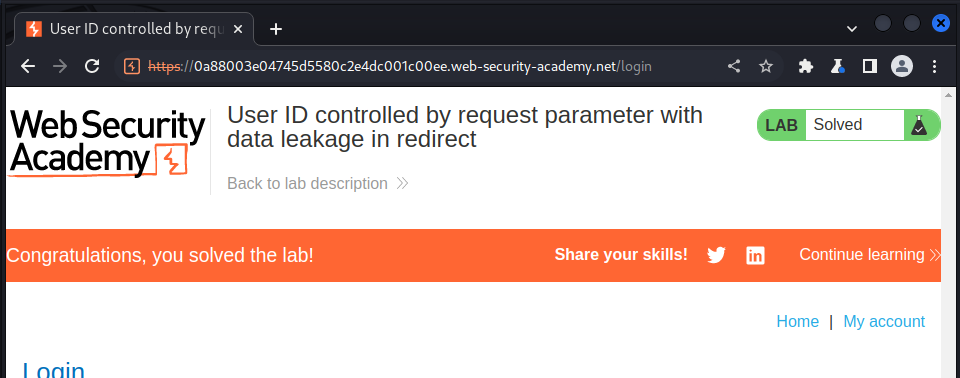 User ID controlled by requ
https://0a88003e04745d5580c2e4dc001c00ee.web-security-academy.net/login
Web Security
Academy
User ID controlled by request parameter with
data leakage in redirect
Back to lab description
LAB Solved
Congratulations, you solved the lab!
Share your skills!
Continue learning
Home | My account
Login